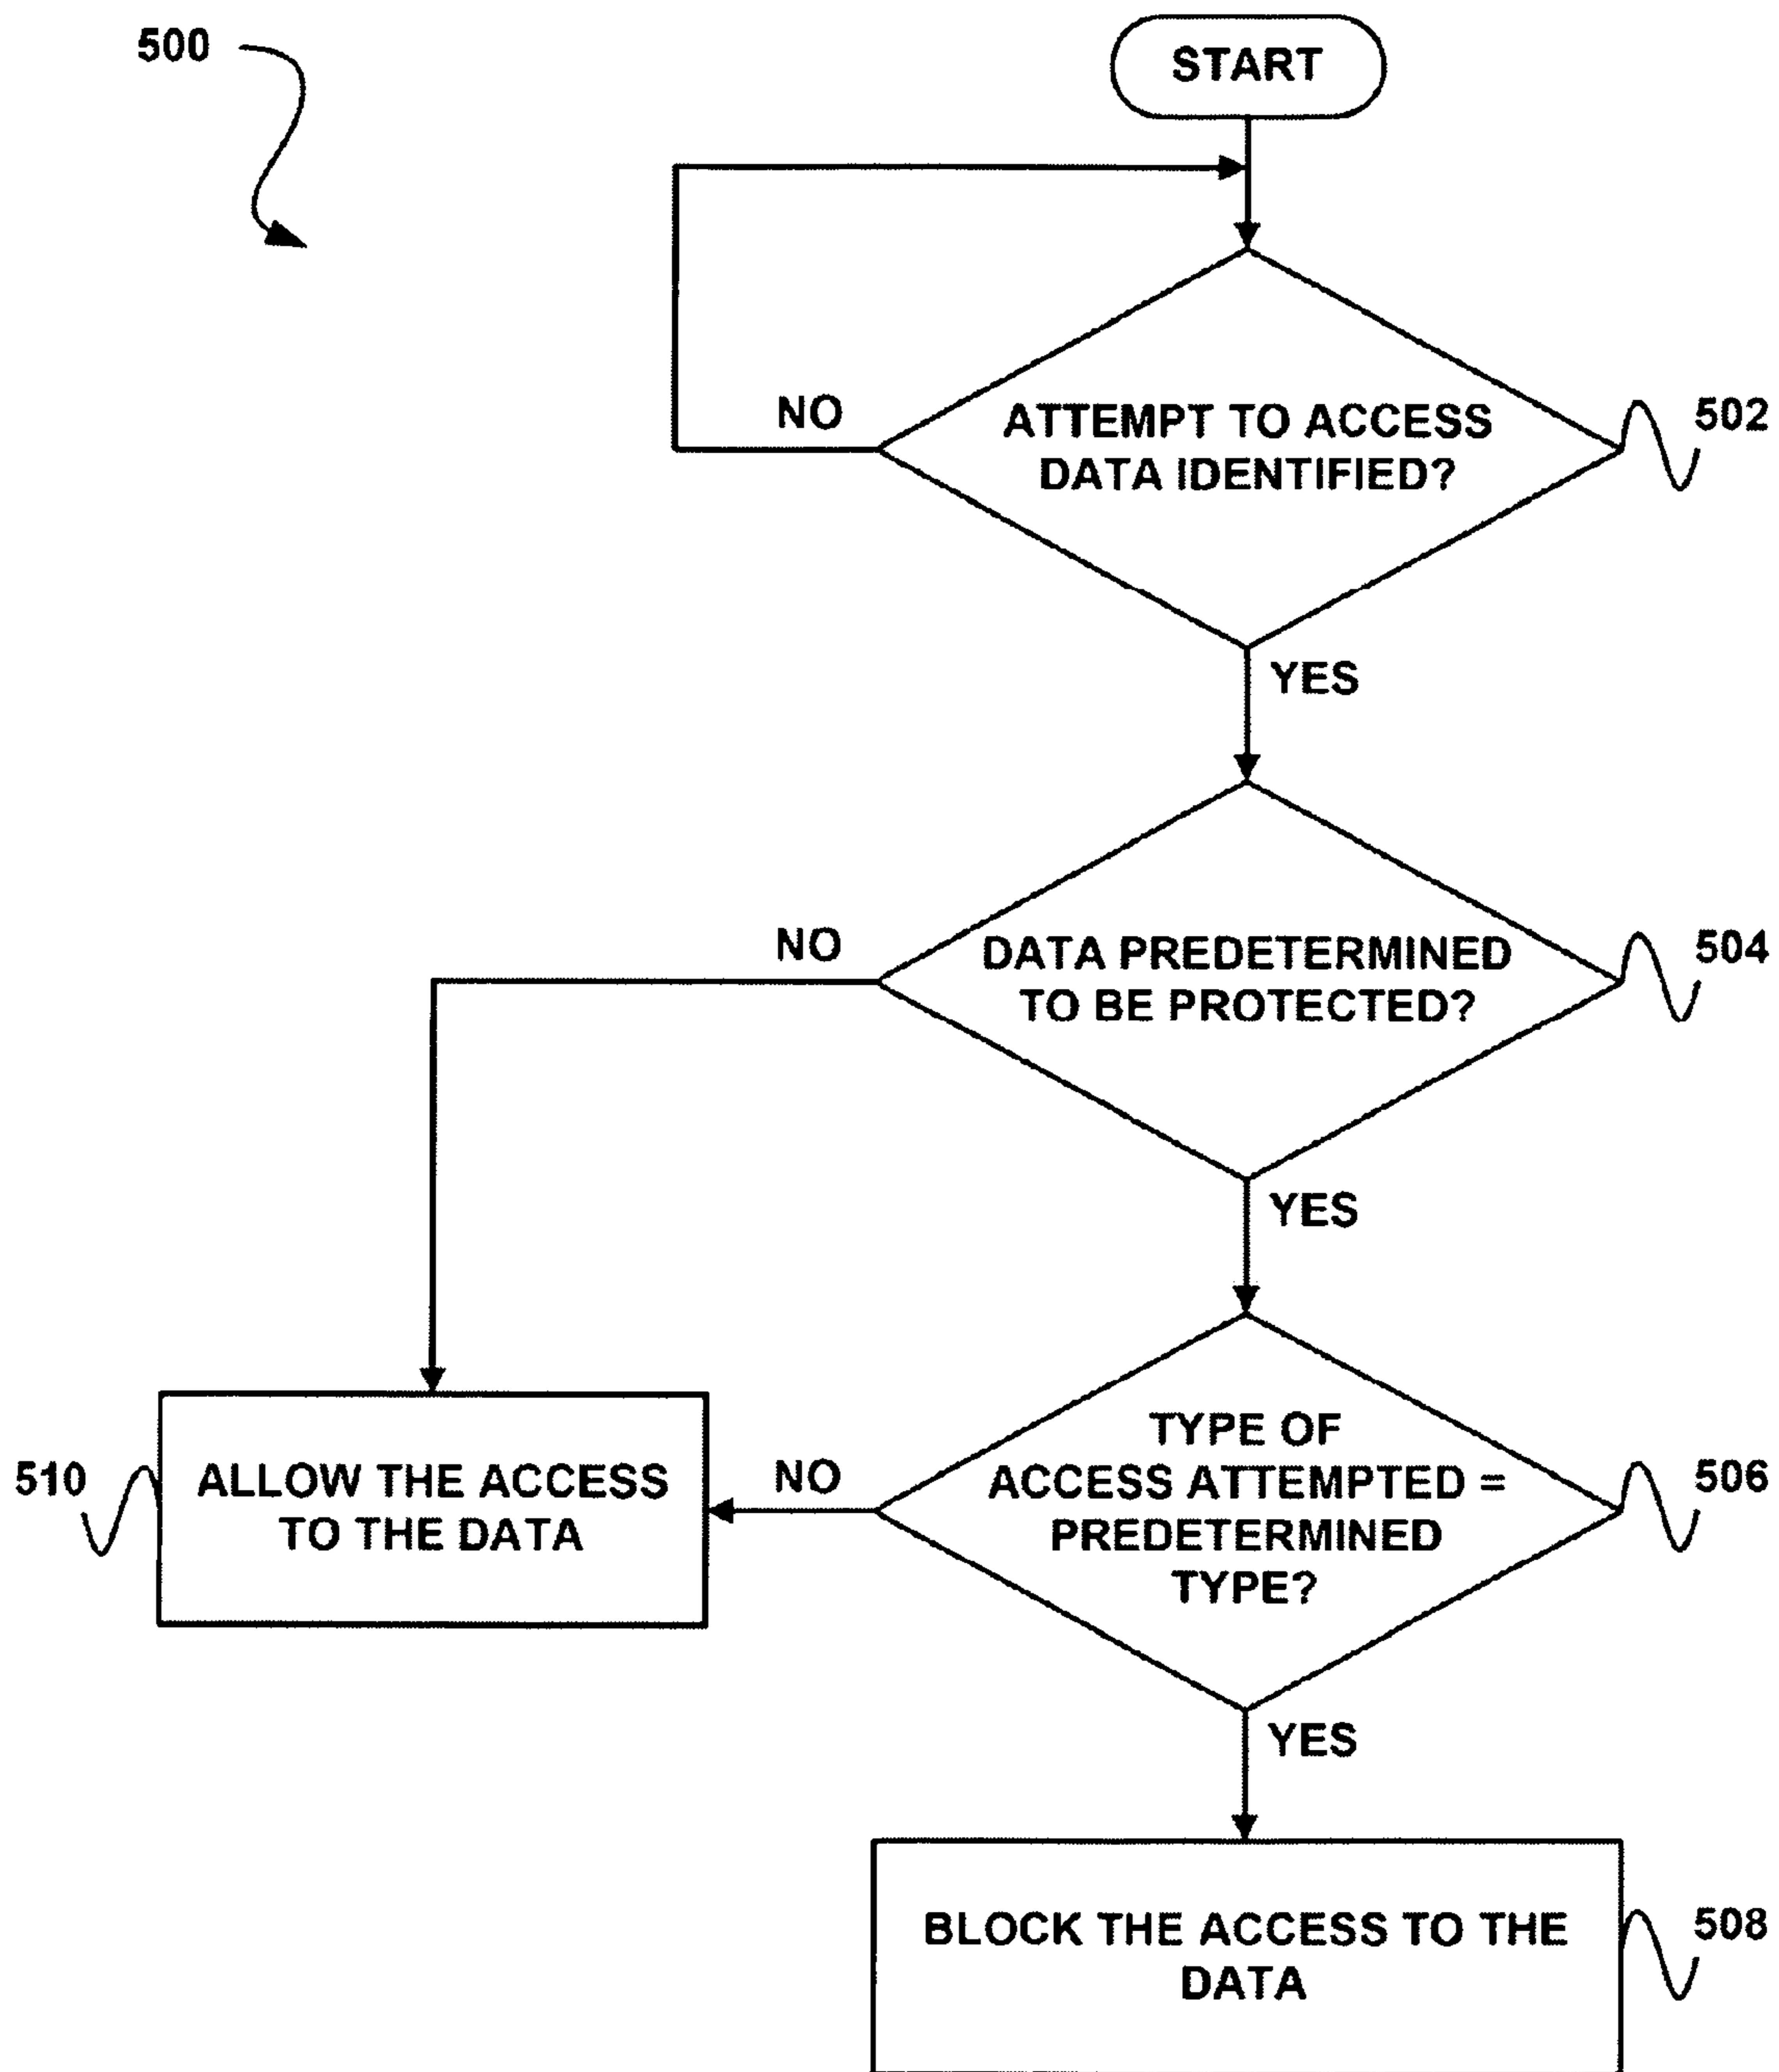 500
START
NO
ATTEMPT TO ACCESS
DATA IDENTIFIED?
502
YES
NO
DATA PREDETERMINED
TO BE PROTECTED?
504
YES
510
ALLOW THE ACCESS
TO THE DATA
NO
TYPE OF
ACCESS ATTEMPTED =
PREDETERMINED
TYPE?
506
YES
BLOCK THE ACCESS TO THE
DATA
508